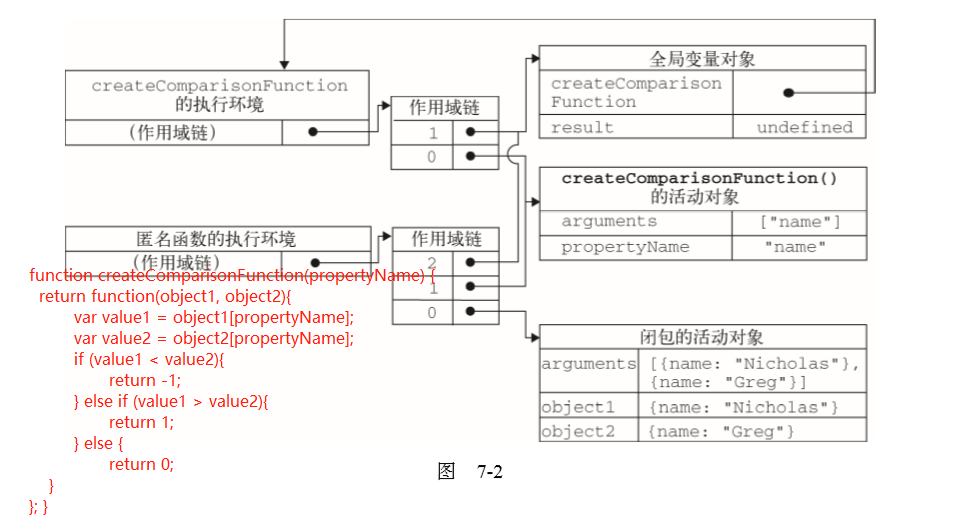 createComparisonFunction
的执行环境
(作用域链)
作用域链
1
0
全局变量对象
createComparison
Function
result undefined
createComparisonFunction()
的活动对象
arguments ["name"]
propertyName "name"
匿名函数的执行环境
(作用域链)
作用域链
2
1
0
闭包的活动对象
arguments [{name: "Nicholas"},
{name: "Greg"}]
object1 {name: "Nicholas"}
object2 {name: "Greg"}
function createComparisonFunction(propertyName) {
return function(object1, object2){
var value1 = object1[propertyName];
var value2 = object2[propertyName];
if (value1 < value2){
return -1;
} else if (value1 > value2){
return 1;
} else {
return 0;
}
}; }
图 7-2